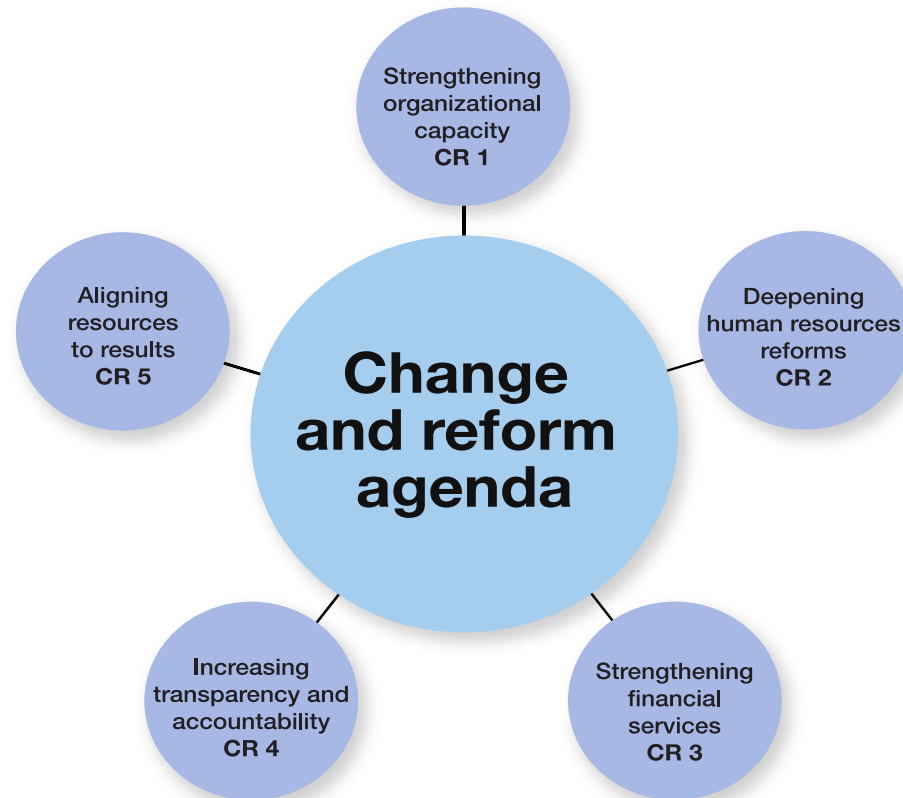 Strengthening
organizational
capacity
CR 1
Deepening
human resources
reforms
CR 2
Strengthening
financial
services
CR 3
Increasing
transparency and
accountability
CR 4
Aligning
resources
to results
CR 5
Change
and reform
agenda